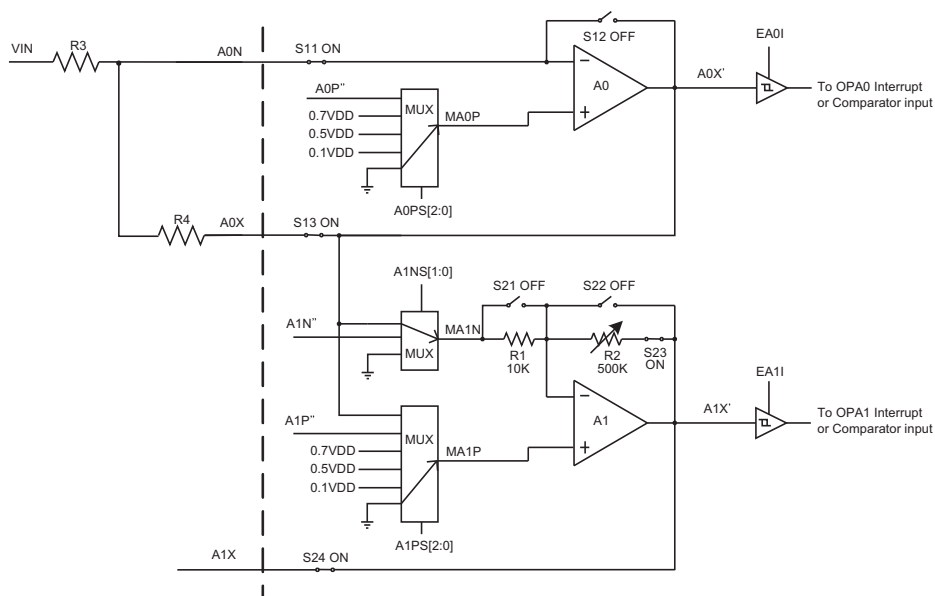 VIN
R3
A0N
S11 ON
S12 OFF
EA0I
A0
A0X'
To OPA0 Interrupt
or Comparator input
A0P"
0.7VDD
0.5VDD
0.1VDD
MUX
MA0P
A0PS[2:0]
R4
A0X
S13 ON
A1NS[1:0]
S21 OFF
S22 OFF
A1N"
MUX
MA1N
R1
10K
R2
500K
S23
ON
EA1I
A1
A1X'
To OPA1 Interrupt
or Comparator input
A1P"
0.7VDD
0.5VDD
0.1VDD
MUX
MA1P
A1PS[2:0]
A1X
S24 ON